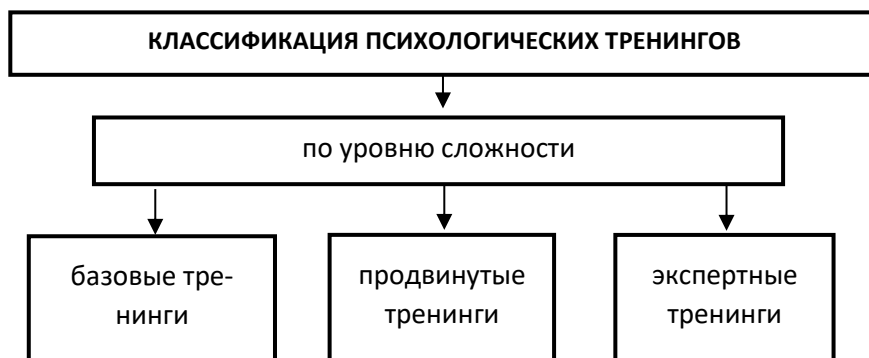 КЛАССИФИКАЦИЯ ПСИХОЛОГИЧЕСКИХ ТРЕНИНГОВ
по уровню сложности
базовые тре-
нинги
продвинутые
тренинги
экспертные
тренинги